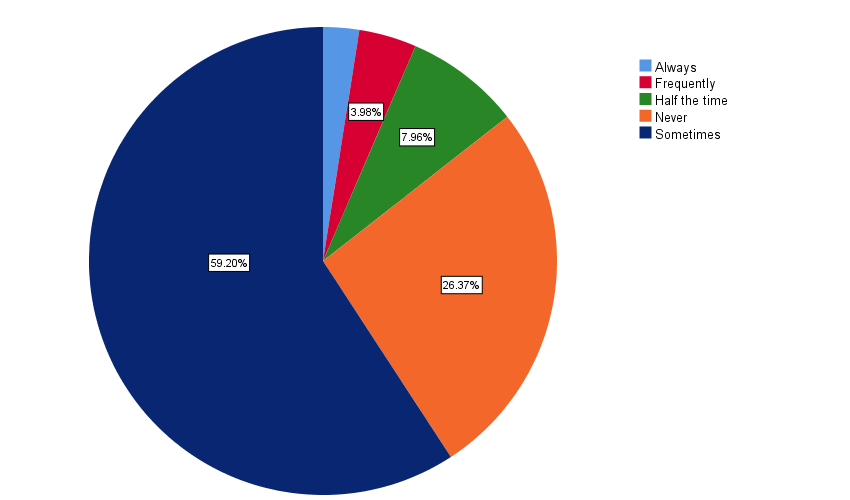 Always
Frequently
Half the time
Never
Sometimes
3.98%
7.96%
59.20%
26.37%